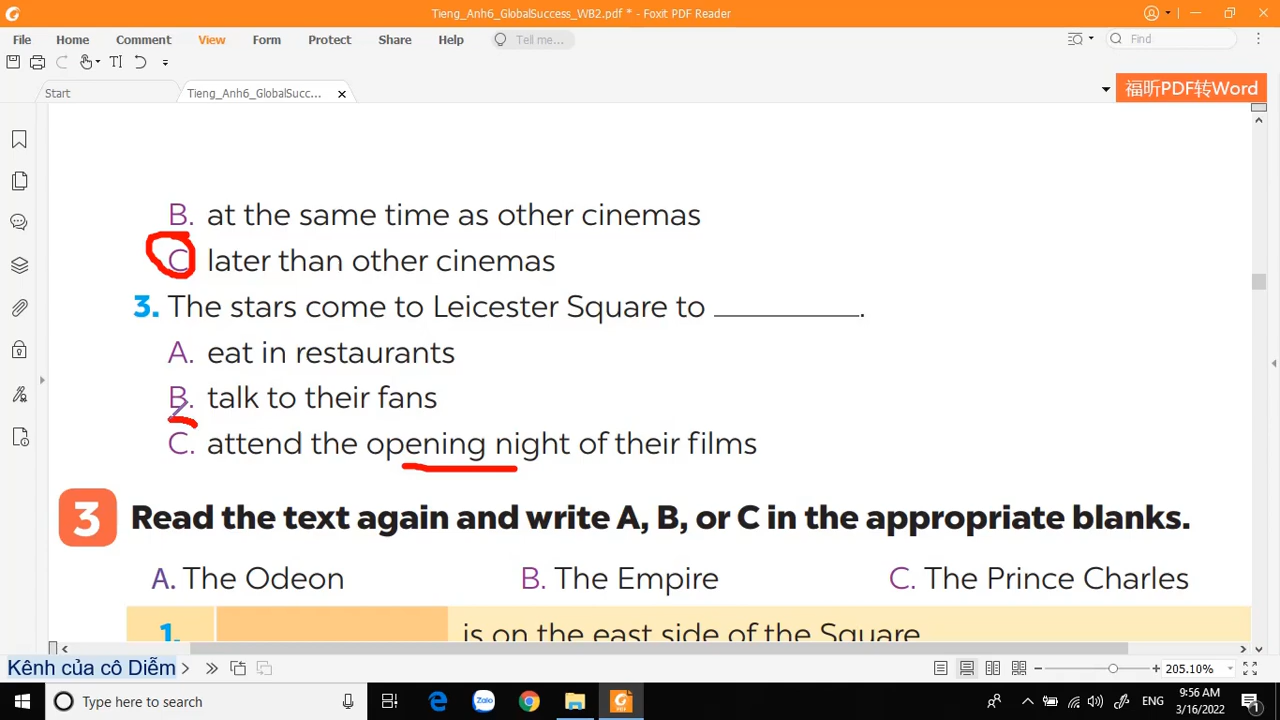 Tieng_Anh6_GlobalSuccess_WB2.pdf * - Foxit PDF Reader
File Home Comment View Form Protect Share Help Tell me... Find
Start Tieng_Anh6_GlobalSucc... 福昕PDF转Word
B. at the same time as other cinemas
C later than other cinemas
3. The stars come to Leicester Square to __________.
A. eat in restaurants
B. talk to their fans
C. attend the opening night of their films
3 Read the text again and write A, B, or C in the appropriate blanks.
A. The Odeon B. The Empire C. The Prince Charles
1. is on the east side of the Square
Kênh của cô Diễm 205.10%
Type here to search Zalo ENG 9:56 AM
3/16/2022 1